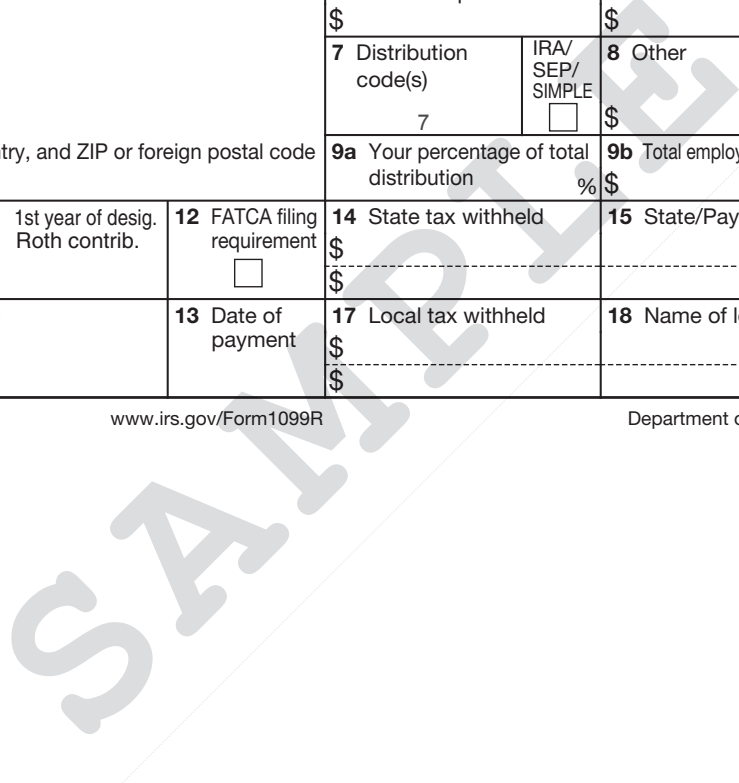 $ $
7 Distribution code(s) IRA/ SEP/ SIMPLE 8 Other
7 $
try, and ZIP or foreign postal code 9a Your percentage of total distribution % 9b Total employ $
1st year of desig. Roth contrib. 12 FATCA filing requirement 14 State tax withheld 15 State/Pay
$
$
13 Date of payment 17 Local tax withheld 18 Name of l
$
$
www.irs.gov/Form1099R Department o
SAMPLE